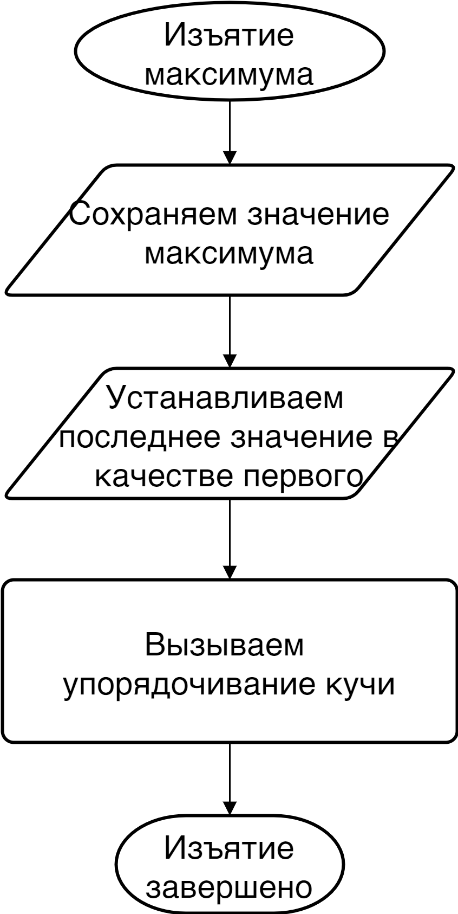 Изъятие
максимума
Сохраняем значение
максимума
Устанавливаем
последнее значение в
качестве первого
Вызываем
упорядочивание кучи
Изъятие
завершено